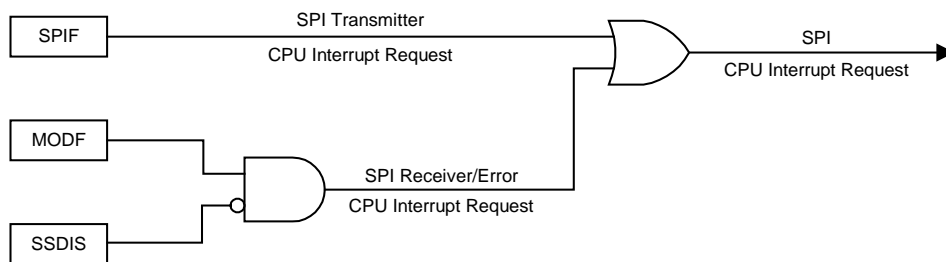 SPI Transmitter
SPIF
CPU Interrupt Request
SPI
CPU Interrupt Request
MODF
SPI Receiver/Error
CPU Interrupt Request
SSDIS